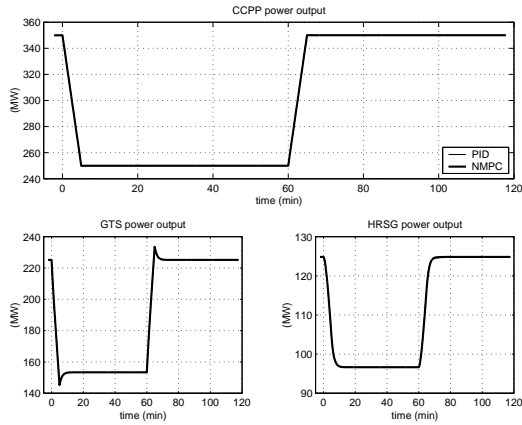 CCPP power output
360
340
320
300
280
260
240
(MW)
0 20 40 60 80 100 120
time (min)
PID
NMPC
GTS power output
240
220
200
180
160
140
(MW)
0 20 40 60 80 100 120
time (min)
HRSG power output
130
120
110
100
90
(MW)
0 20 40 60 80 100 120
time (min)